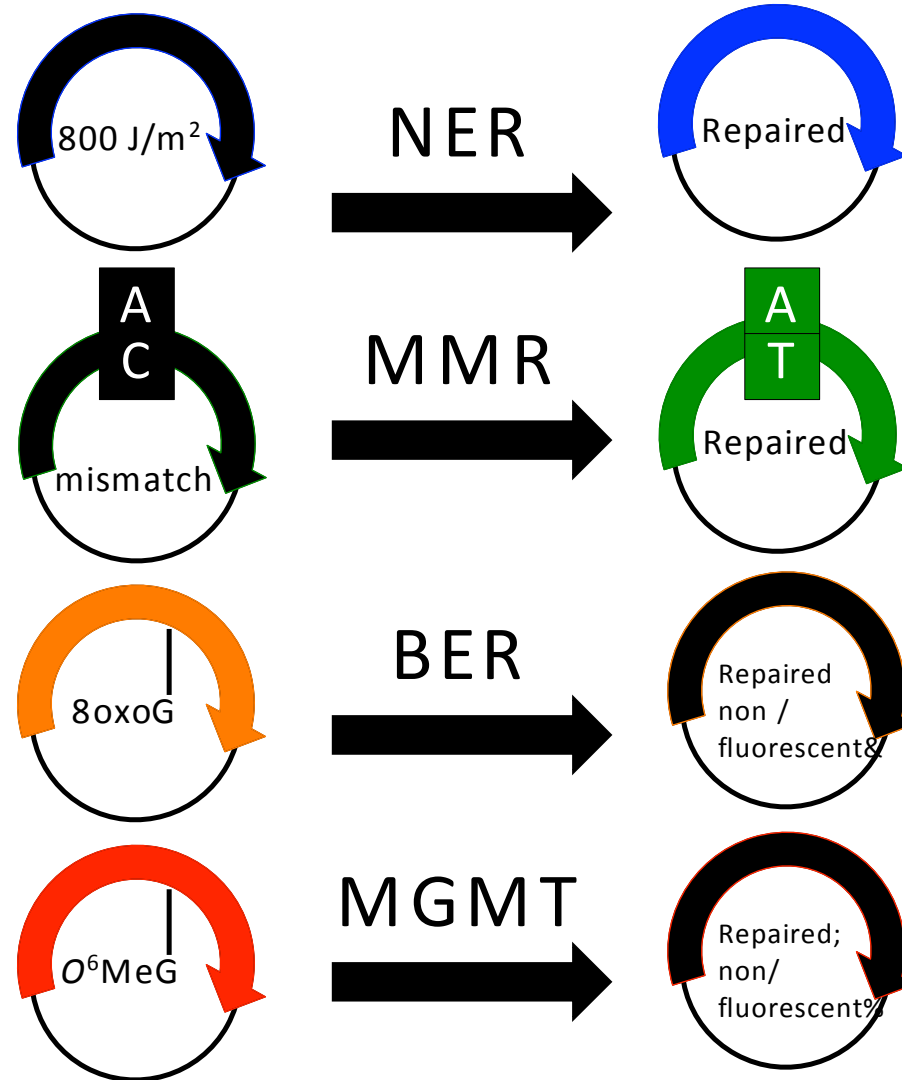 800 J/m²
NER
Repaired
A
C
mismatch
MMR
A
T
Repaired
8oxoG
BER
Repaired
non /
fluorescent&
O⁶MeG
MGMT
Repaired;
non/
fluorescent%